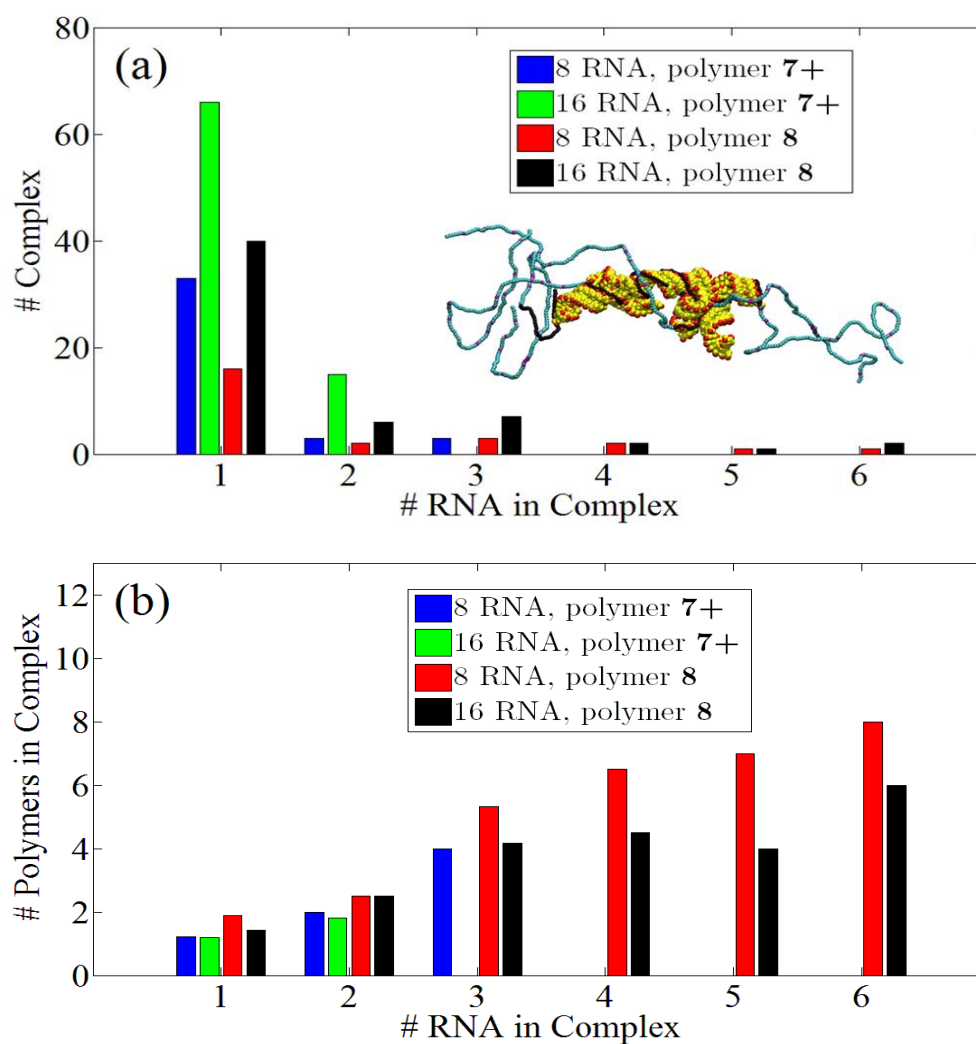 (a)
80
60
40
20
0
# Complex
8 RNA, polymer 7+
16 RNA, polymer 7+
8 RNA, polymer 8
16 RNA, polymer 8
1 2 3 4 5 6
# RNA in Complex
(b)
12
10
8
6
4
2
0
# Polymers in Complex
8 RNA, polymer 7+
16 RNA, polymer 7+
8 RNA, polymer 8
16 RNA, polymer 8
1 2 3 4 5 6
# RNA in Complex